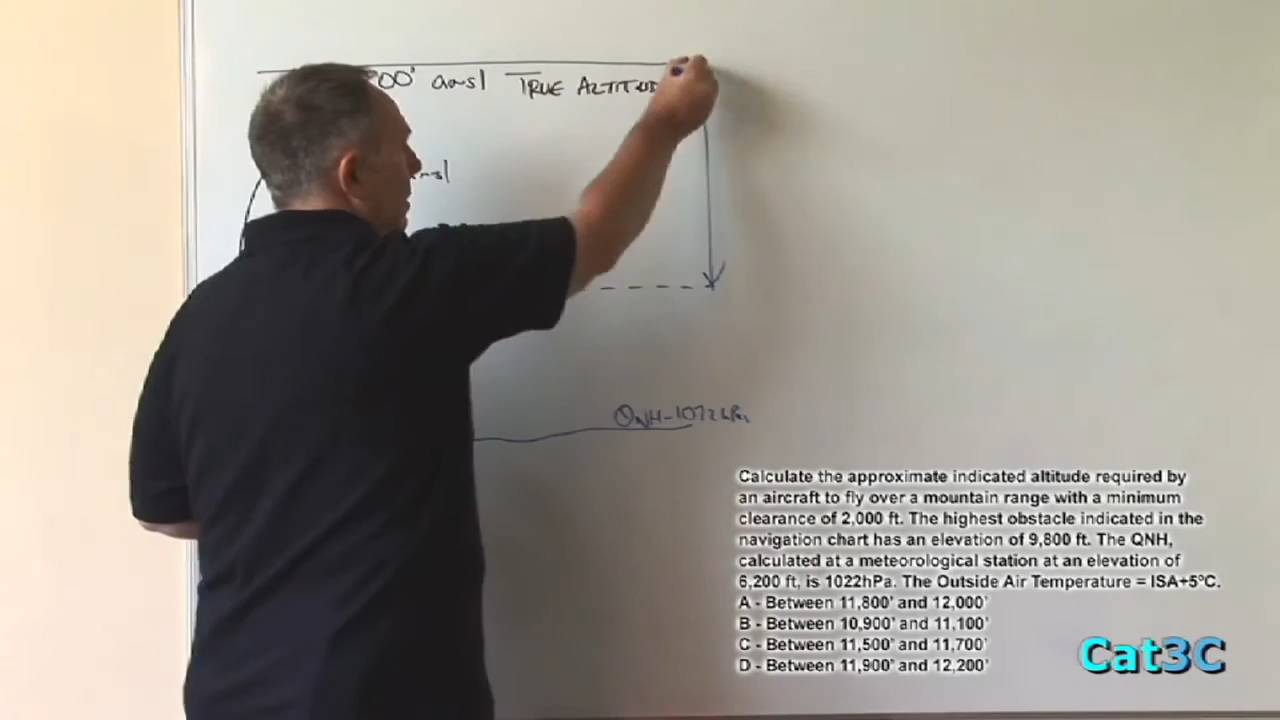 00' amsl TRUE ALTITUD
amsl
QNH-1022hPa
Calculate the approximate indicated altitude required by
an aircraft to fly over a mountain range with a minimum
clearance of 2,000 ft. The highest obstacle indicated in the
navigation chart has an elevation of 9,800 ft. The QNH,
calculated at a meteorological station at an elevation of
6,200 ft, is 1022hPa. The Outside Air Temperature = ISA+5ºC.
A - Between 11,800' and 12,000'
B - Between 10,900' and 11,100'
C - Between 11,500' and 11,700'
D - Between 11,900' and 12,200'
Cat3C